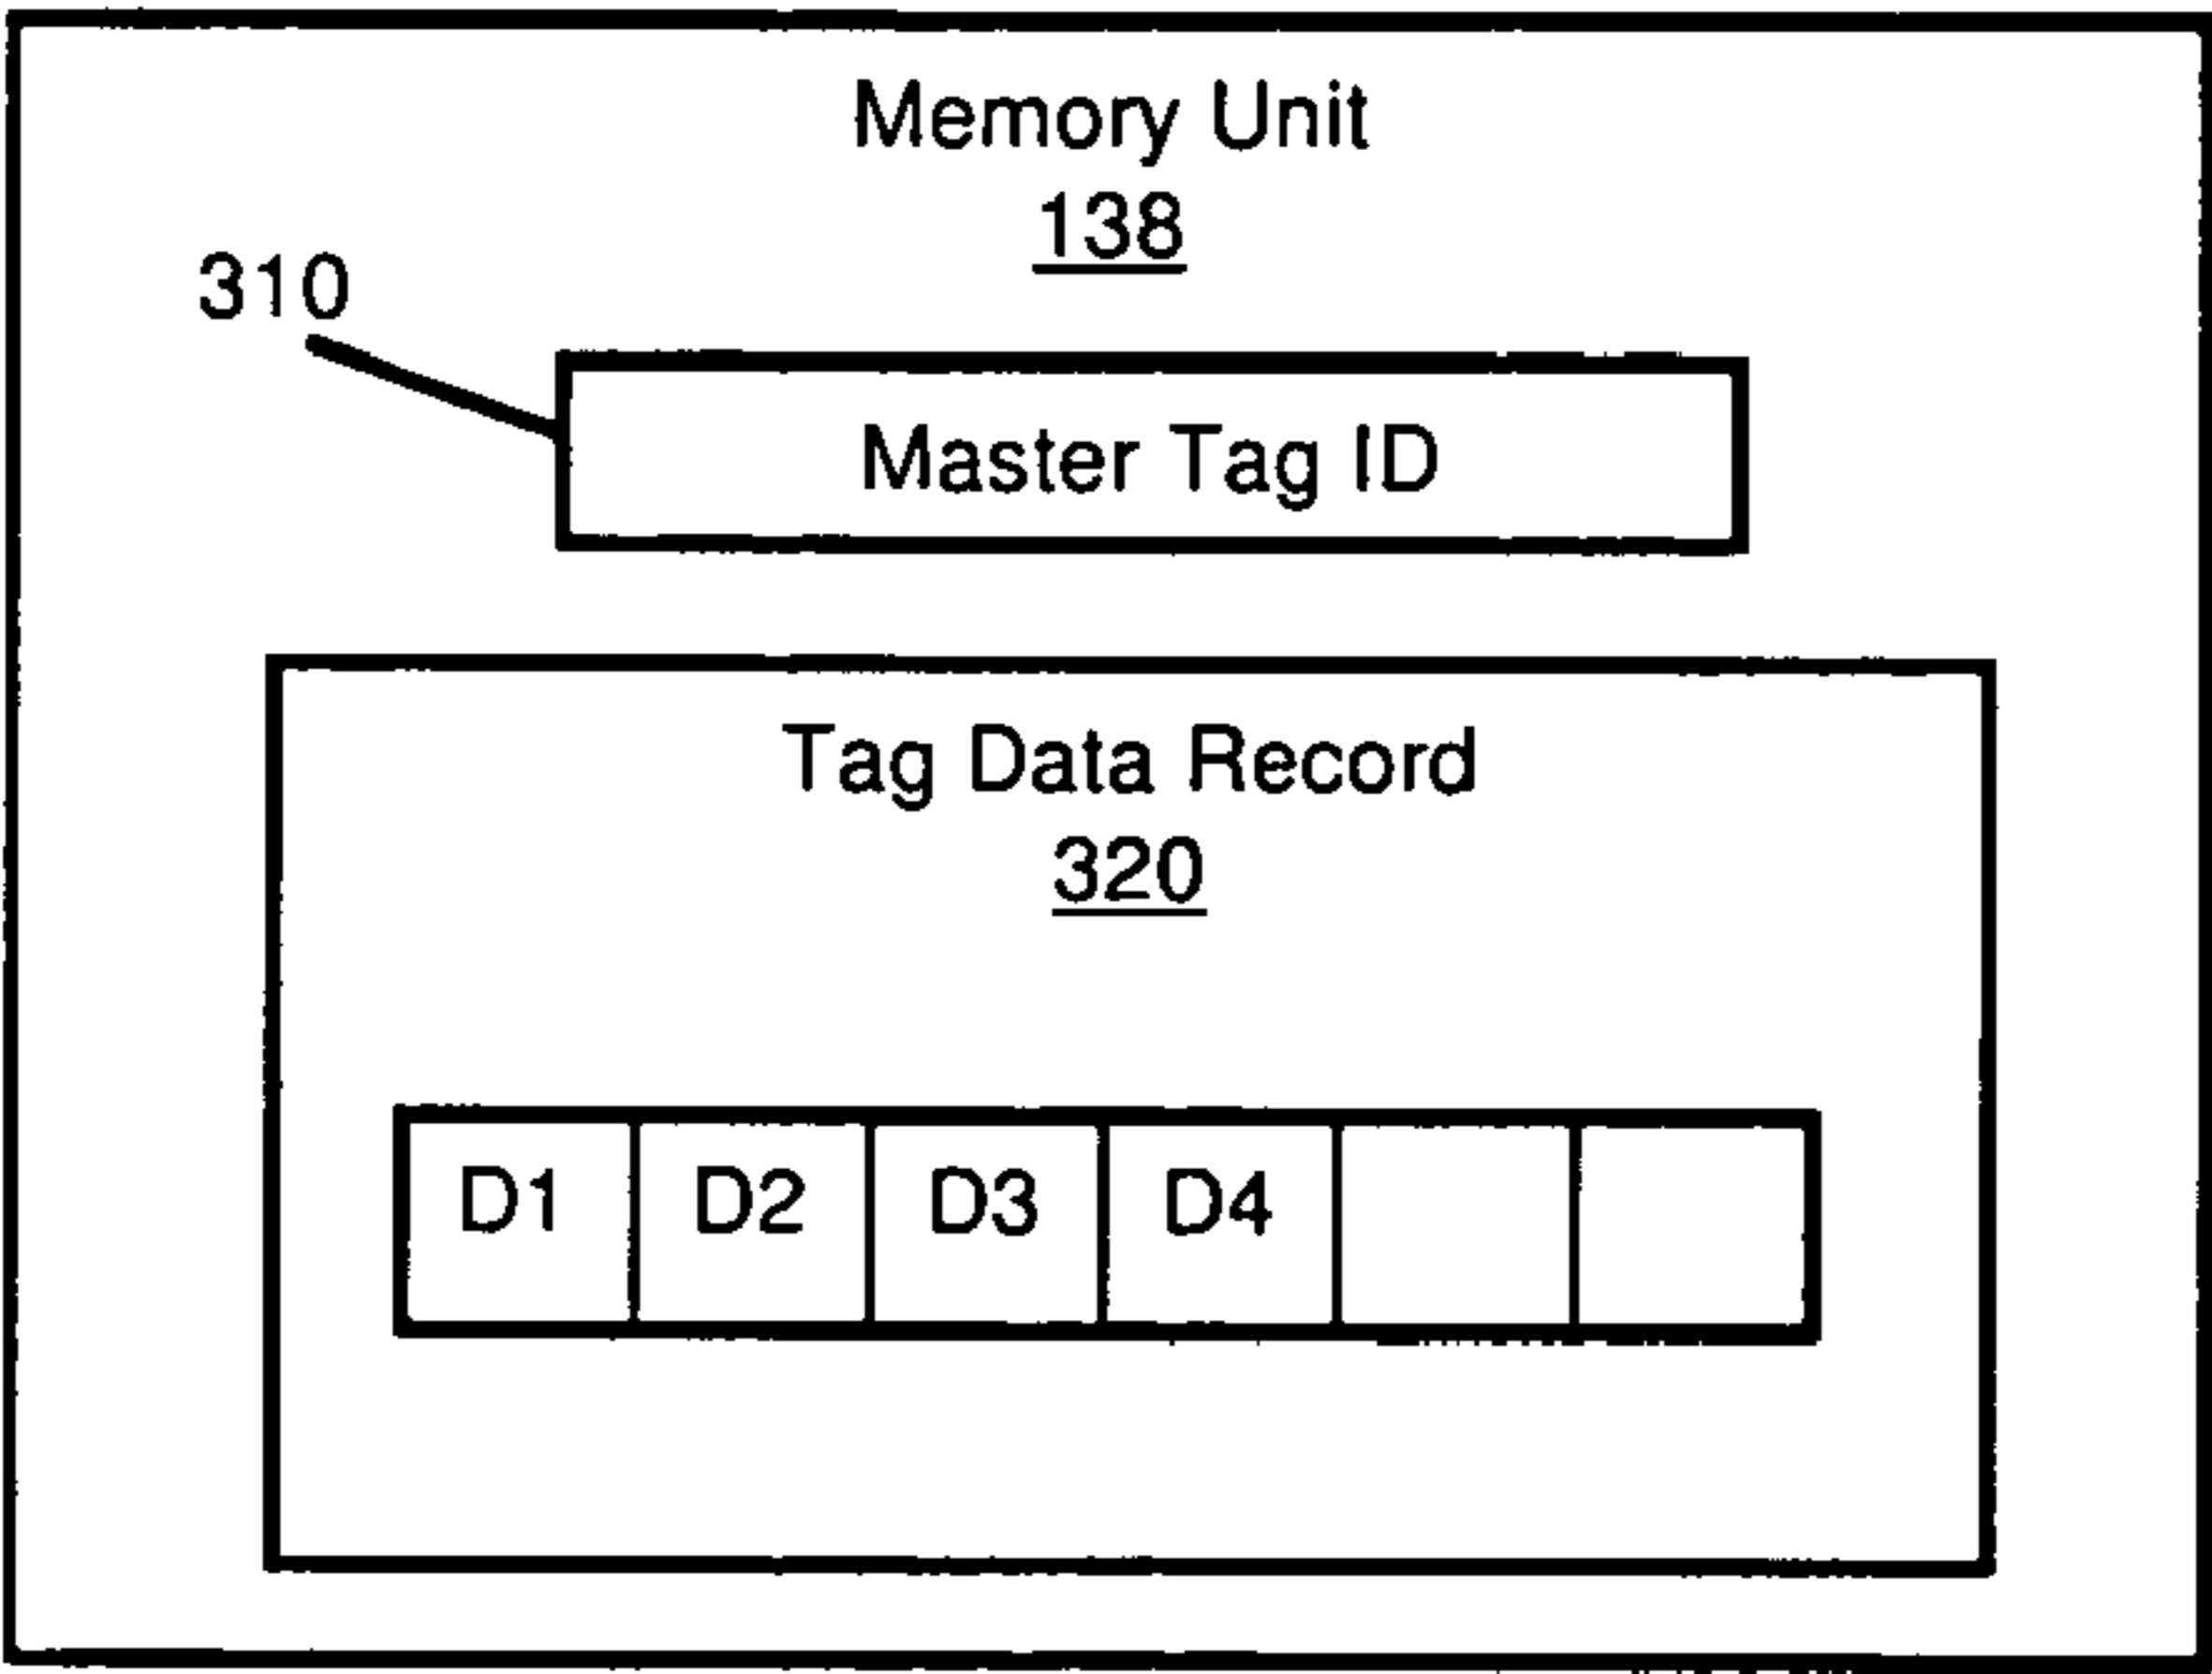 Memory Unit
138
310
Master Tag ID
Tag Data Record
320
D1 D2 D3 D4